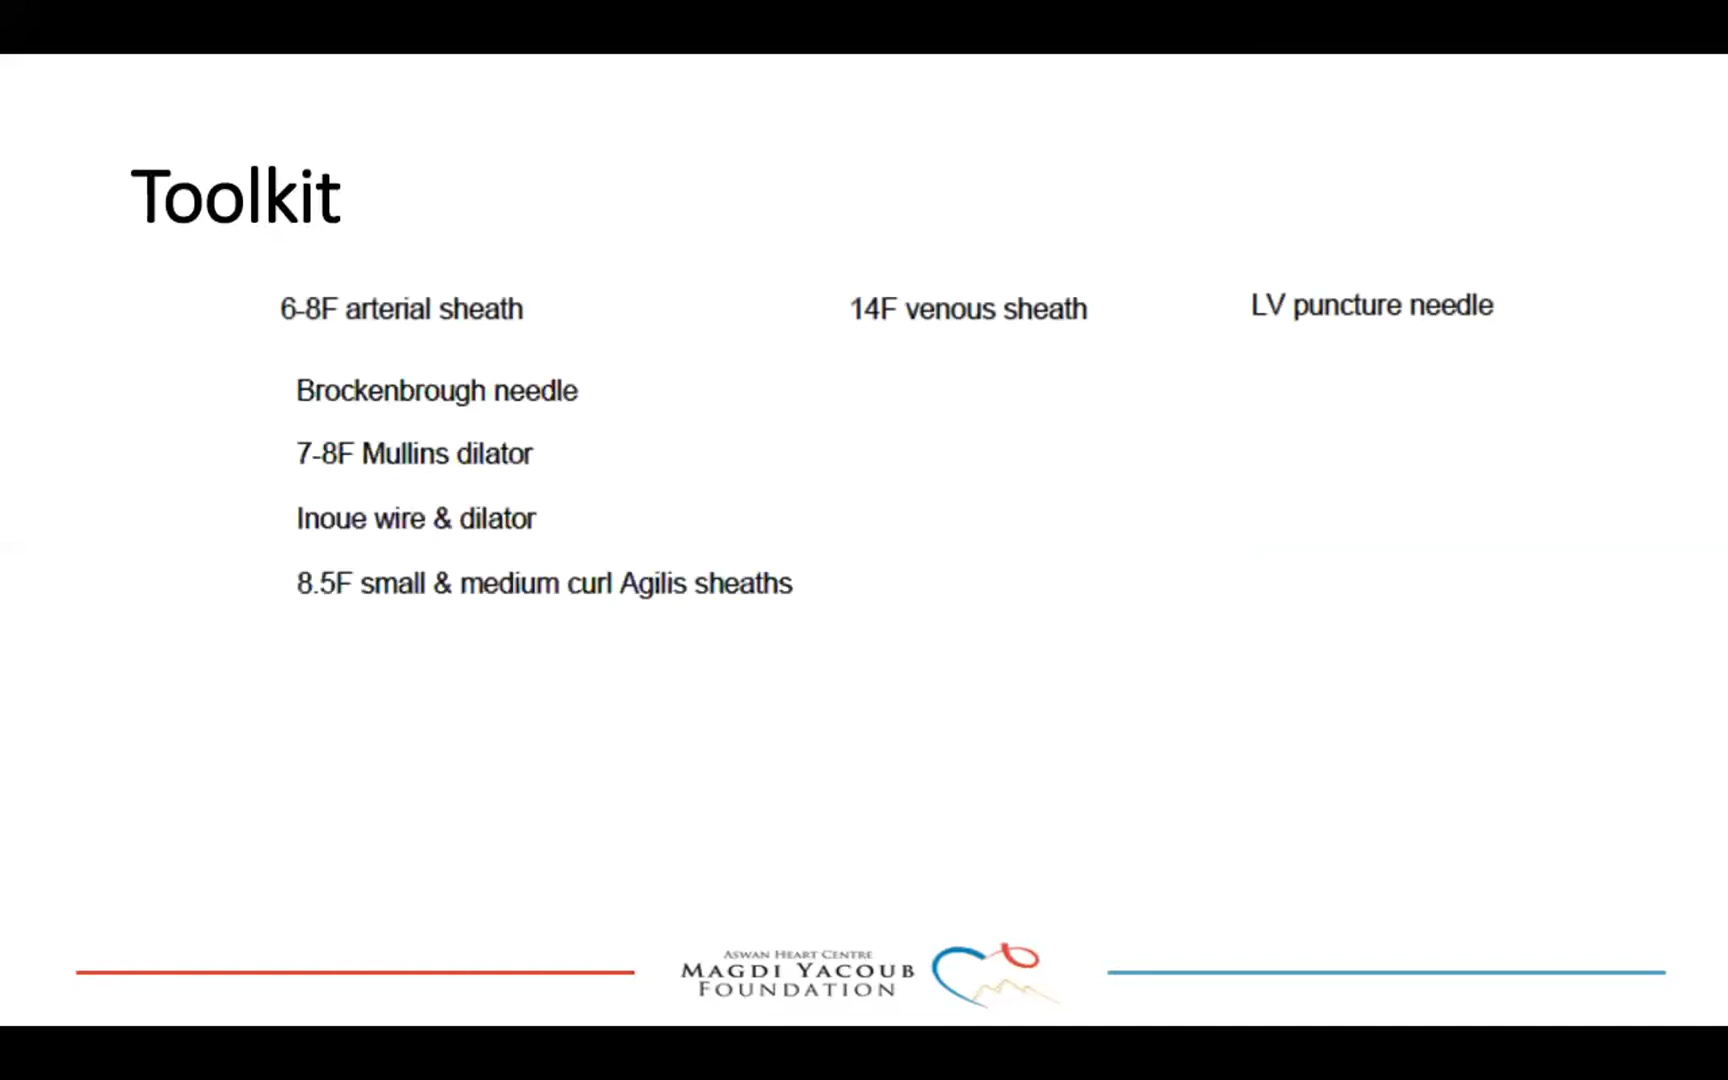 Toolkit
6-8F arterial sheath
14F venous sheath
LV puncture needle
Brockenbrough needle
7-8F Mullins dilator
Inoue wire & dilator
8.5F small & medium curl Agilis sheaths
ASWAN HEART CENTRE
MAGDI YACOUB
FOUNDATION